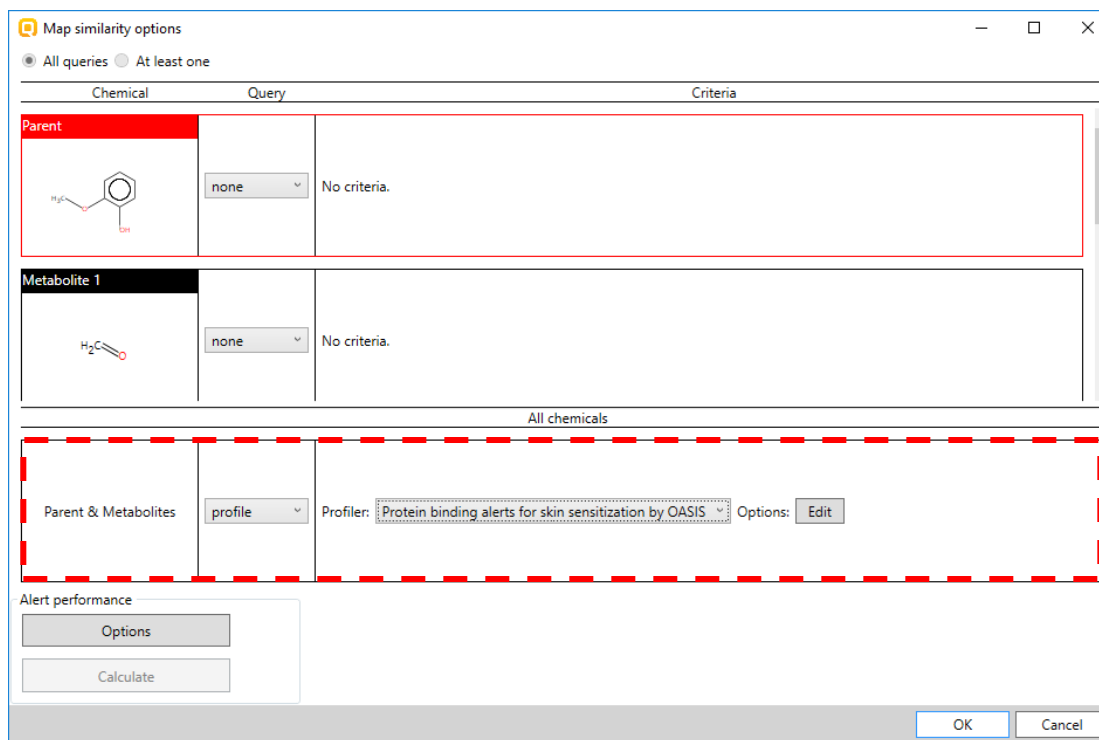 Map similarity options
All queries At least one
Chemical Query Criteria
Parent
H₃C O OH
none No criteria.
Metabolite 1
H₂C O
none No criteria.
All chemicals
Parent & Metabolites profile Profiler: Protein binding alerts for skin sensitization by OASIS Options: Edit
Alert performance
Options
Calculate
OK Cancel